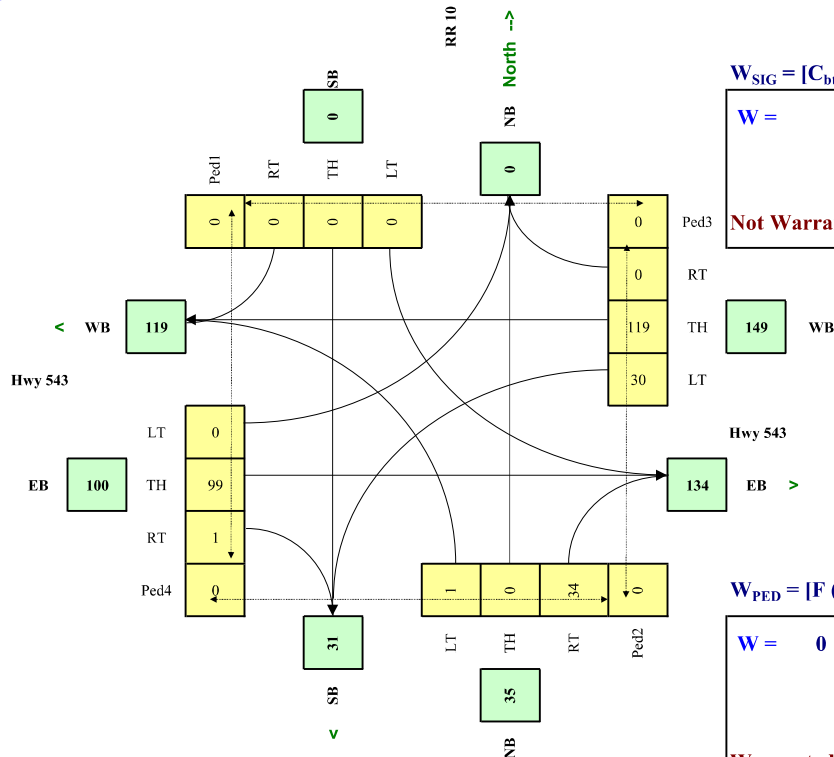 RR 10
North -->
SB
NB
0
0
Ped1
RT
TH
LT
0
0
0
0
0
Ped3
0
RT
119
TH
30
LT
149
WB
< WB
119
Hwy 543
Hwy 543
LT
0
EB
100
TH
99
RT
1
Ped4
0
134
EB >
1
0
34
0
LT
TH
RT
Ped2
31
SB
<
35
NB
W_SIG = [C
W =
Not Warra
W_PED = [F (
W = 0